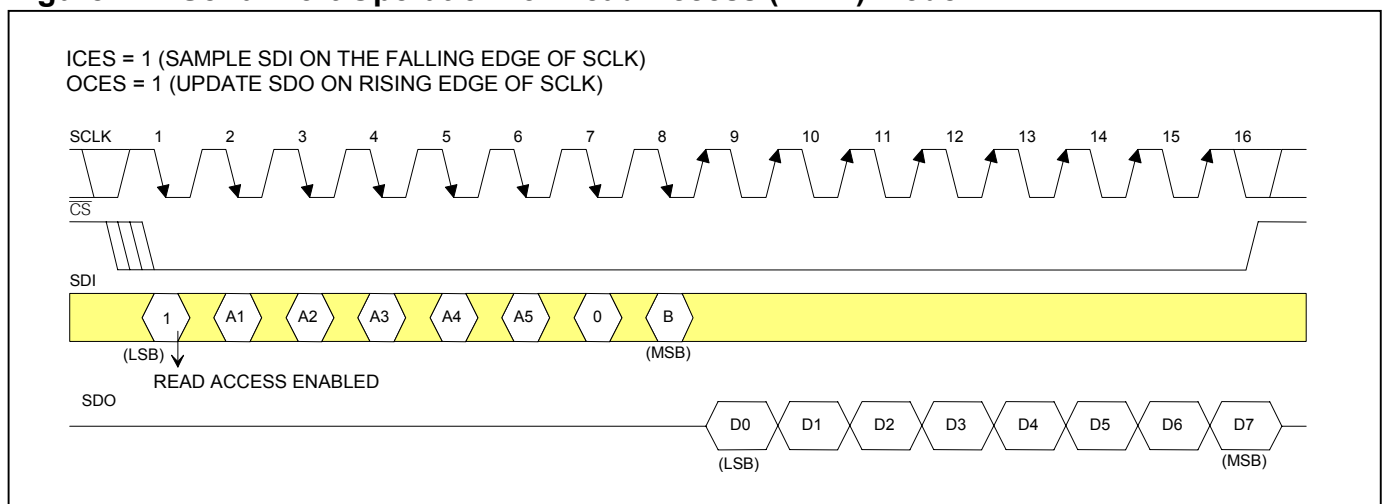 ICES = 1 (SAMPLE SDI ON THE FALLING EDGE OF SCLK)
OCES = 1 (UPDATE SDO ON RISING EDGE OF SCLK)
SCLK 1 2 3 4 5 6 7 8 9 10 11 12 13 14 15 16
CS
SDI
1 A1 A2 A3 A4 A5 0 B
(LSB) (MSB)
READ ACCESS ENABLED
SDO
D0 D1 D2 D3 D4 D5 D6 D7
(LSB) (MSB)